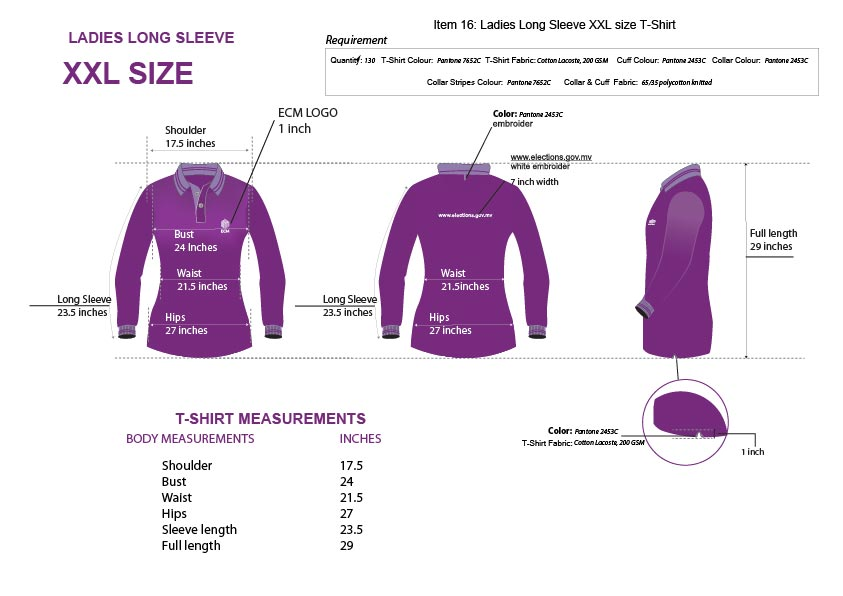 Item 16: Ladies Long Sleeve XXL size T-Shirt
LADIES LONG SLEEVE
XXL SIZE
Requirement
Quantity: 130 T-Shirt Colour: Pantone 7652C T-Shirt Fabric: Cotton Lacoste, 200 GSM Cuff Colour: Pantone 2453C Collar Colour: Pantone 2453C
Collar Stripes Colour: Pantone 7652C Collar & Cuff Fabric: 65/35 polycotton knitted
ECM LOGO
1 inch
Shoulder
17.5 inches
Color: Pantone 2453C
embroider
www.elections.gov.mv
white embroider
7 inch width
ECM
www.elections.gov.mv
Bust
24 Inches
Waist
21.5 inches
Hips
27 inches
Long Sleeve
23.5 inches
Waist
21.5inches
Hips
27 inches
Long Sleeve
23.5 inches
Full length
29 inches
Color: Pantone 2453C
T-Shirt Fabric: Cotton Lacoste, 200 GSM
1 inch
T-SHIRT MEASUREMENTS
BODY MEASUREMENTS INCHES
Shoulder 17.5
Bust 24
Waist 21.5
Hips 27
Sleeve length 23.5
Full length 29